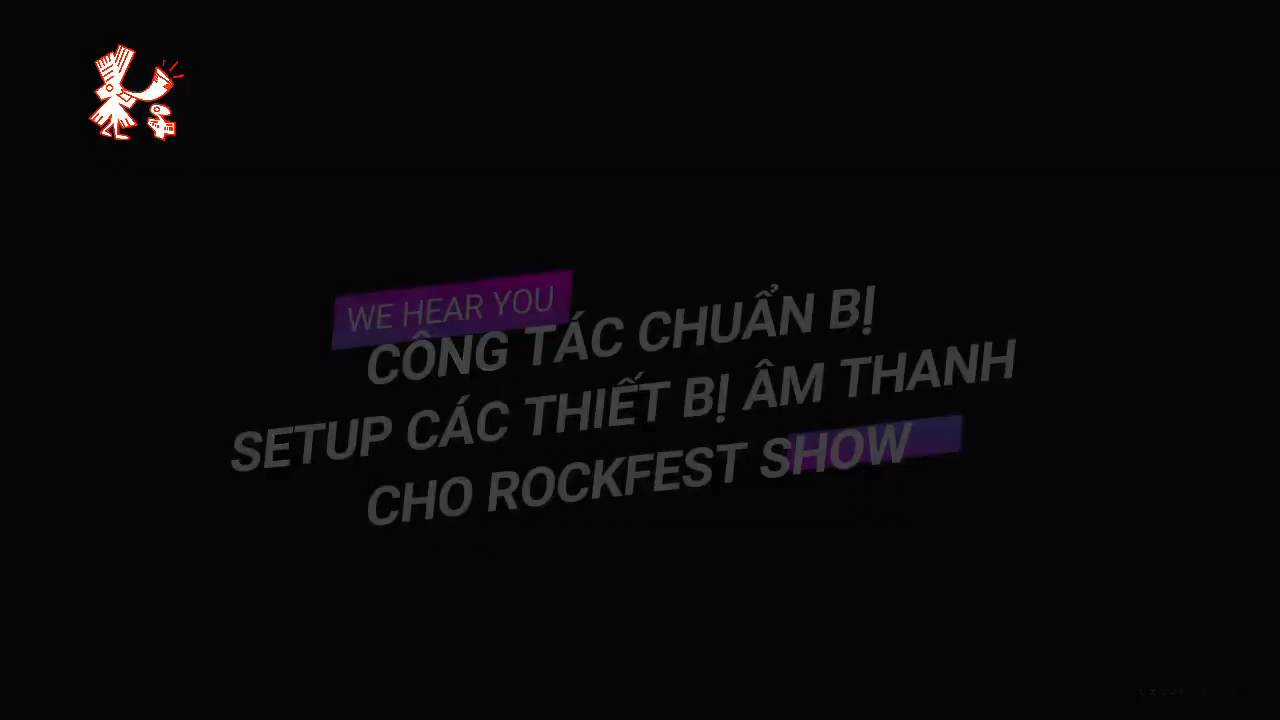 WE HEAR YOU
CÔNG TÁC CHUẨN BỊ
SETUP CÁC THIẾT BỊ ÂM THANH
CHO ROCKFEST SHOW